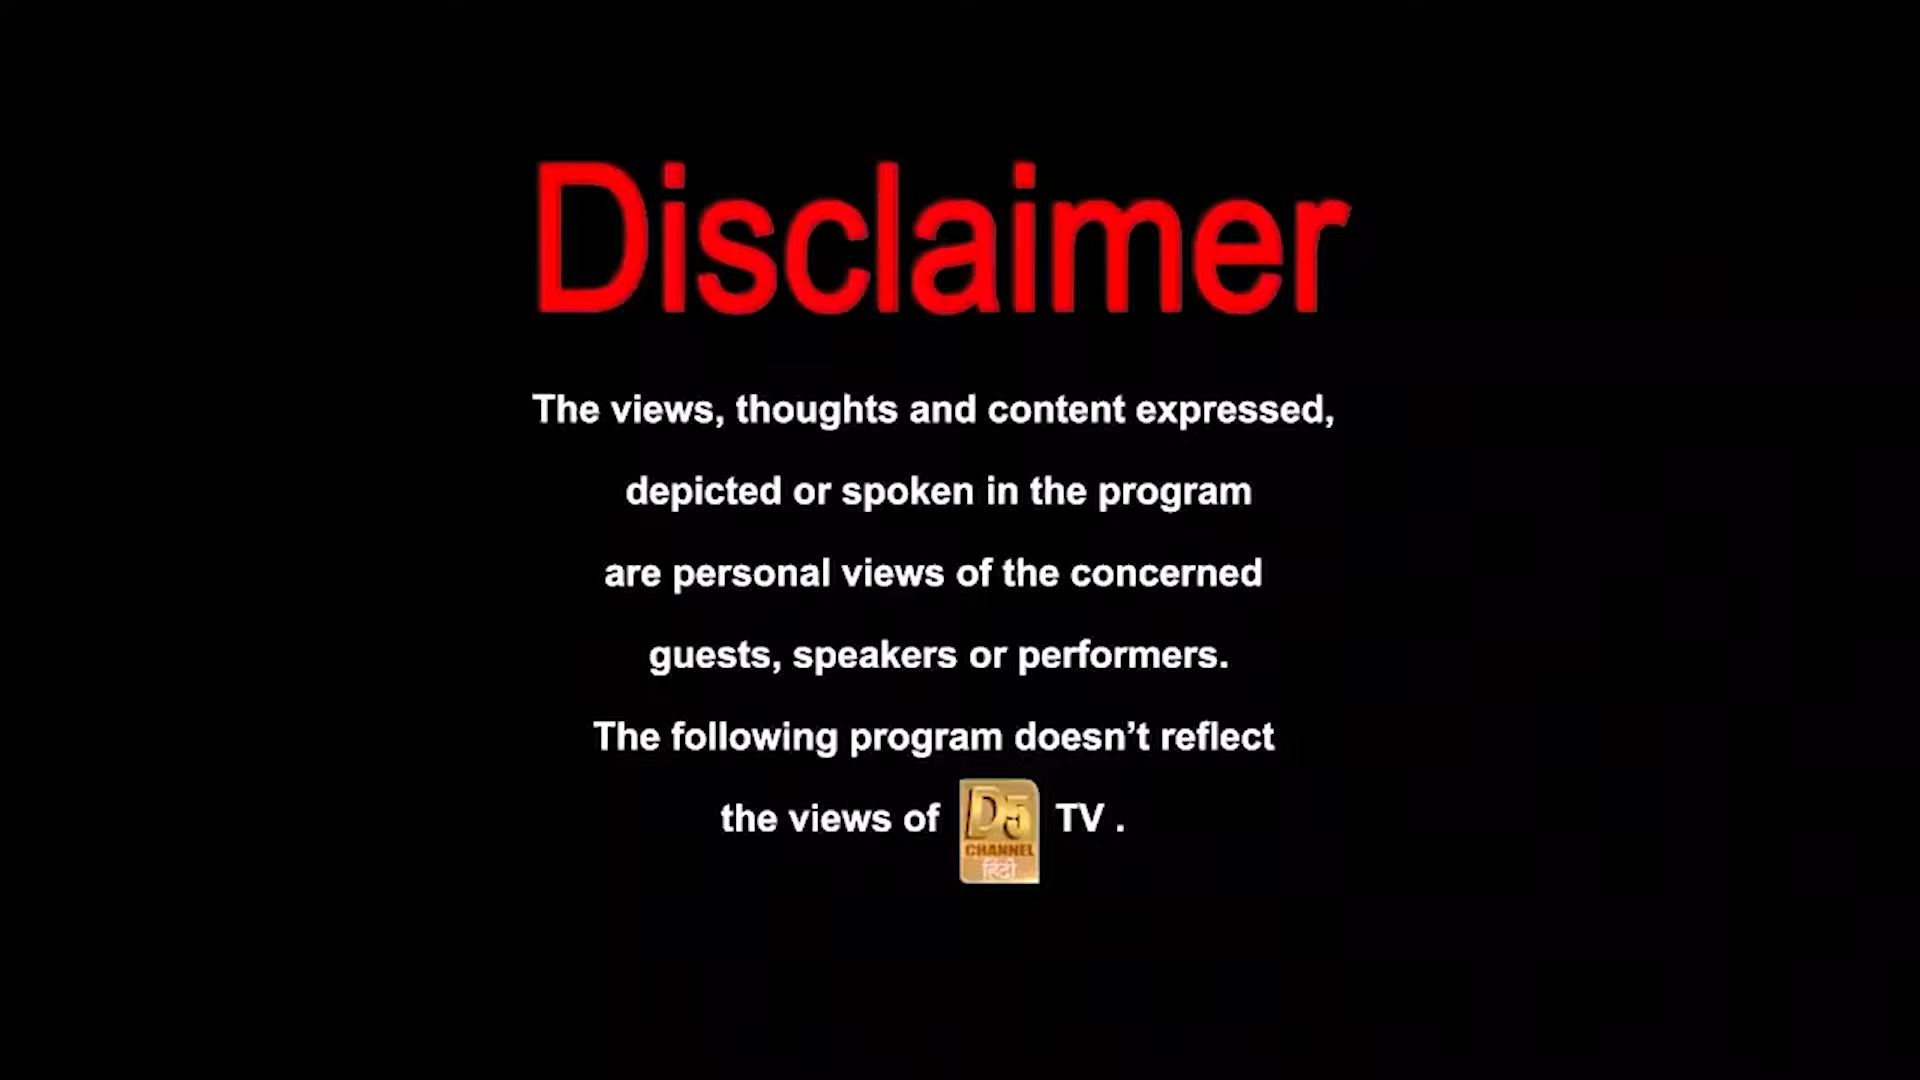 Disclaimer
The views, thoughts and content expressed,
depicted or spoken in the program
are personal views of the concerned
guests, speakers or performers.
The following program doesn’t reflect
the views of D5 CHANNEL हिंदी TV .